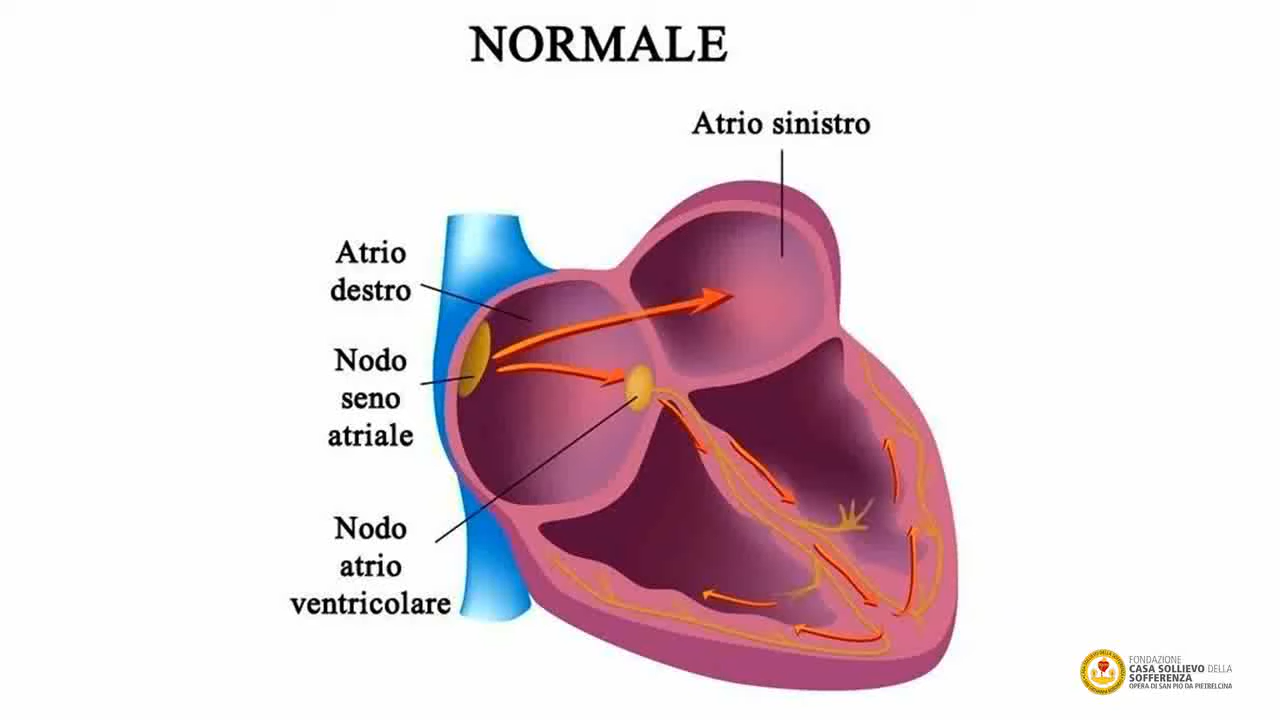 NORMALE
Atrio sinistro
Atrio
destro
Nodo
seno
atriale
Nodo
atrio
ventricolare
FONDAZIONE
CASA SOLLIEVO DELLA
SOFFERENZA
OPERA DI SAN PIO DA PIETRELCINA